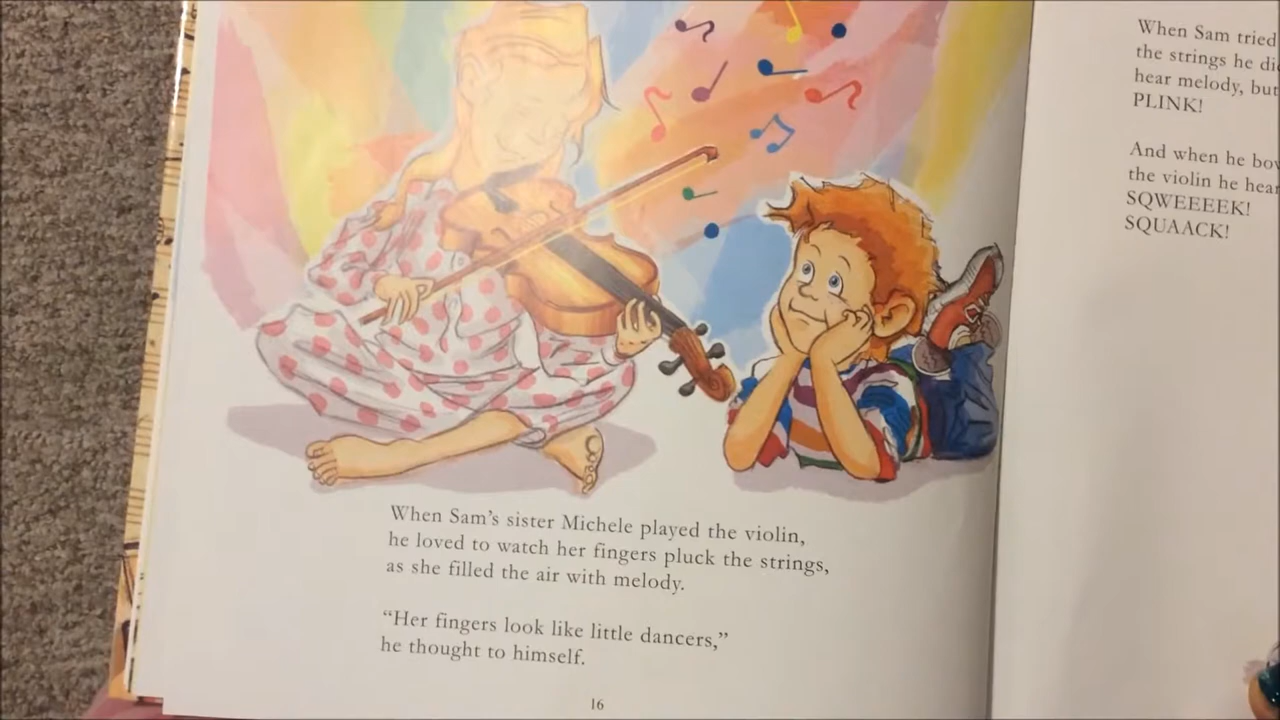 When Sam's sister Michele played the violin,
he loved to watch her fingers pluck the strings,
as she filled the air with melody.
“Her fingers look like little dancers,”
he thought to himself.
16
When Sam tried
the strings he
hear melody, but
PLINK!
And when he
the violin he
SQWEEEEK!
SQUAACK!